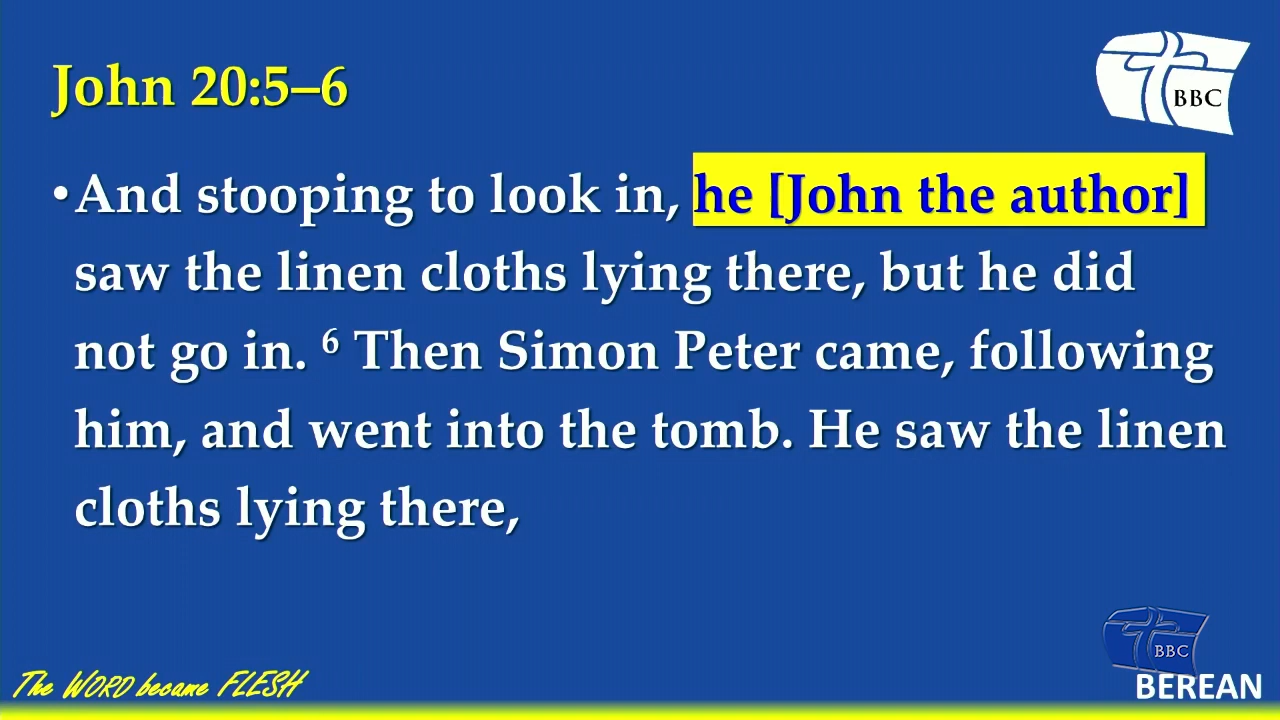 John 20:5–6
BBC
•And stooping to look in, he [John the author]
saw the linen cloths lying there, but he did
not go in. ⁶ Then Simon Peter came, following
him, and went into the tomb. He saw the linen
cloths lying there,
BBC
The WORD became FLESH
BEREAN